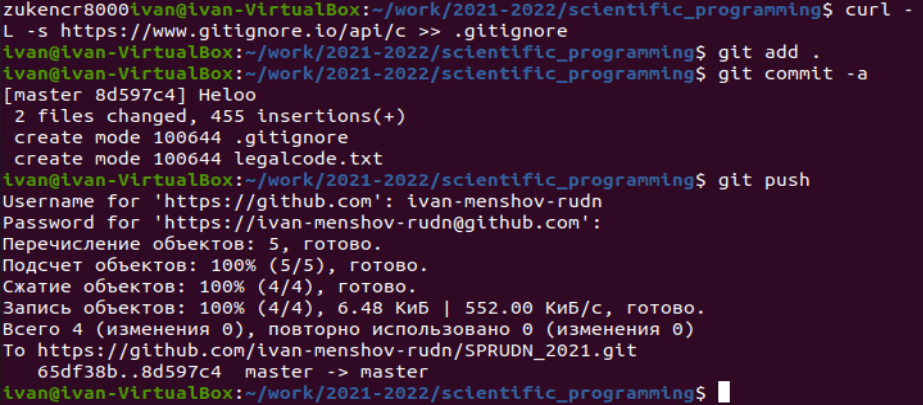 zukencr8000ivan@ivan-VirtualBox:~/work/2021-2022/scientific_programming$ curl -
L -s https://www.gitignore.io/api/c >> .gitignore
ivan@ivan-VirtualBox:~/work/2021-2022/scientific_programming$ git add .
ivan@ivan-VirtualBox:~/work/2021-2022/scientific_programming$ git commit -a
[master 8d597c4] Heloo
 2 files changed, 455 insertions(+)
 create mode 100644 .gitignore
 create mode 100644 legalcode.txt
ivan@ivan-VirtualBox:~/work/2021-2022/scientific_programming$ git push
Username for 'https://github.com': ivan-menshov-rudn
Password for 'https://ivan-menshov-rudn@github.com':
Перечисление объектов: 5, готово.
Подсчет объектов: 100% (5/5), готово.
Сжатие объектов: 100% (4/4), готово.
Запись объектов: 100% (4/4), 6.48 КиБ | 552.00 КиБ/с, готово.
Всего 4 (изменения 0), повторно использовано 0 (изменения 0)
To https://github.com/ivan-menshov-rudn/SPRUDN_2021.git
   65df38b..8d597c4  master -> master
ivan@ivan-VirtualBox:~/work/2021-2022/scientific_programming$